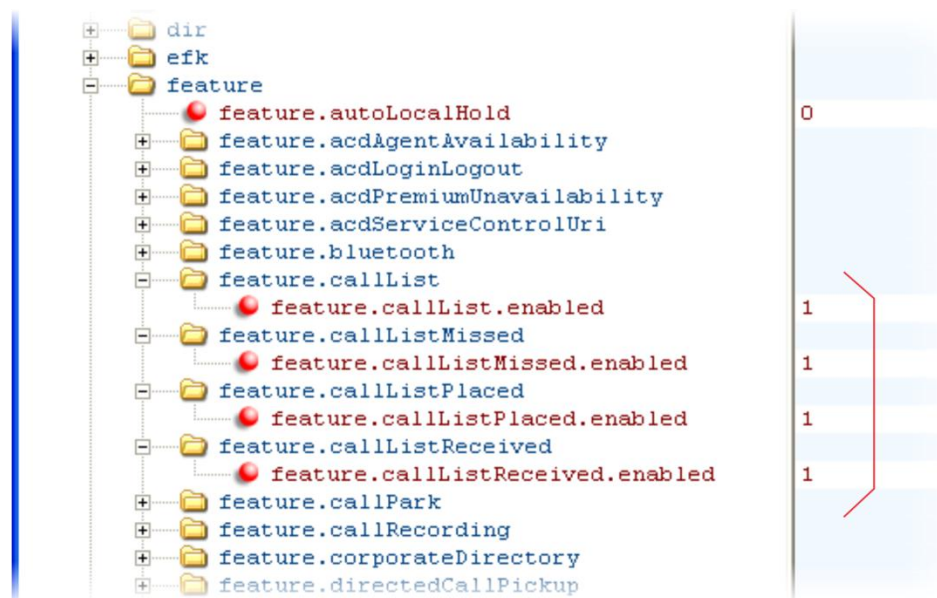 dir
efk
feature
feature.autoLocalHold 0
feature.acdAgentAvailability
feature.acdLoginLogout
feature.acdPremiumUnavailability
feature.acdServiceControlUri
feature.bluetooth
feature.callList
feature.callList.enabled 1
feature.callListMissed
feature.callListMissed.enabled 1
feature.callListPlaced
feature.callListPlaced.enabled 1
feature.callListReceived
feature.callListReceived.enabled 1
feature.callPark
feature.callRecording
feature.corporateDirectory
feature.directedCallPickup